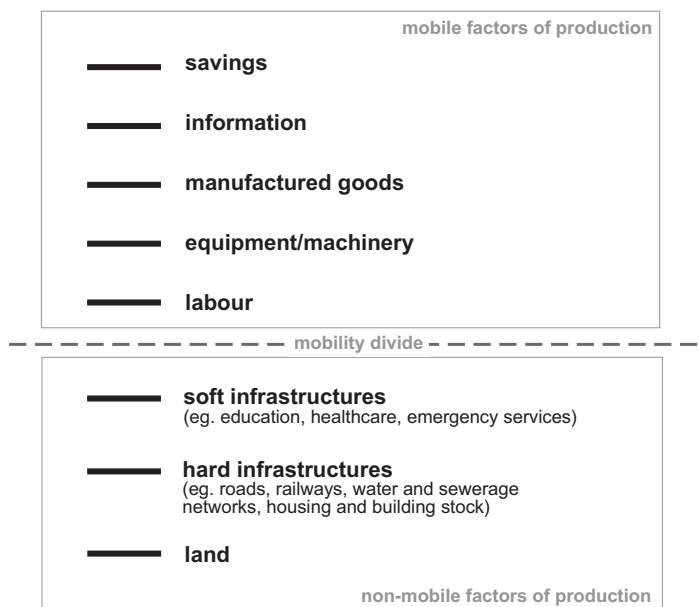 mobile factors of production
savings
information
manufactured goods
equipment/machinery
labour
mobility divide
soft infrastructures
(eg. education, healthcare, emergency services)
hard infrastructures
(eg. roads, railways, water and sewerage
networks, housing and building stock)
land
non-mobile factors of production